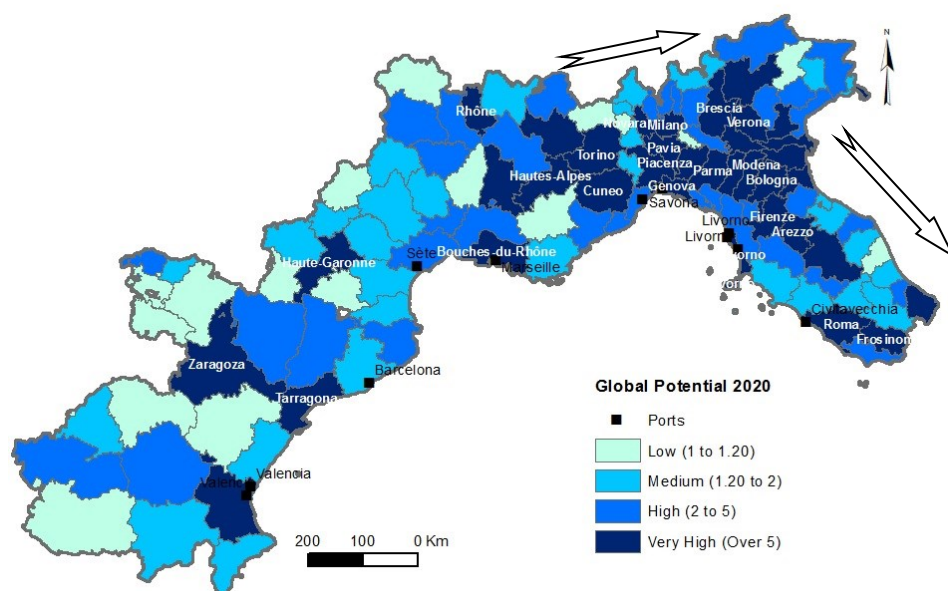 N
Rhône
Brescia
Verona
Novara
Milano
Pavia
Torino
Piacenza
Parma
Modena
Bologna
Hautes-Alpes
Cuneo
Genova
Savona
Livorno
Firenze
Arezzo
Sète
Bouches-du-Rhône
Marseille
Haute-Garonne
Civitavecchia
Roma
Frosinon
Zaragoza
Tarragona
Barcelona
Valencia
Global Potential 2020
Ports
Low (1 to 1.20)
Medium (1.20 to 2)
High (2 to 5)
Very High (Over 5)
200 100 0 Km